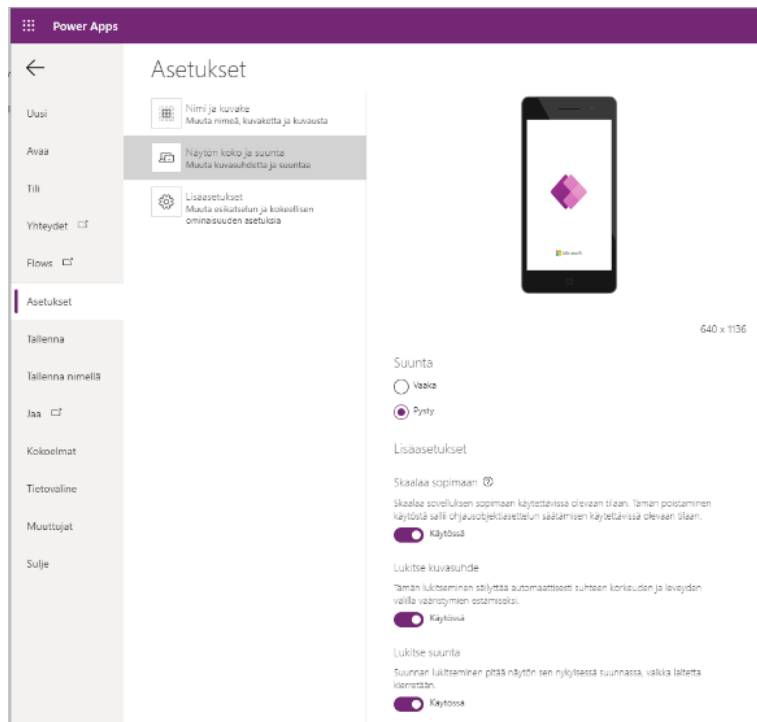 Power Apps
Asetukset
Uusi
Avaa
Tili
Yhteydet
Flows
Asetukset
Tallenna
Tallenna nimellä
Jaa
Kokoelmat
Tietoväline
Muuttujat
Sulje
Nimi ja kuvake
Muuta nimeä, kuvaketta ja kuvausta
Näytön koko ja suunta
Muuta kuvasuhdetta ja suuntaa
Lisäasetukset
Muuta esikatselun ja kokeellisen
ominaisuuden asetuksia
Microsoft
640 x 1136
Suunta
Vaaka
Pysty
Lisäasetukset
Skaalaa sopimaan
Skaalaa sovelluksen sopimaan käytettävissä olevaan tilaan. Tämän poistaminen
käytöstä sallii ohjausobjektiasettelun säätämisen käytettävissä olevaan tilaan.
Käytössä
Lukitse kuvasuhde
Tämän lukitseminen säilyttää automaattisesti suhteen korkeuden ja leveyden
välillä vääristymien estämiseksi.
Käytössä
Lukitse suunta
Suunnan lukitseminen pitää näytön sen nykyisessä suunnassa, vaikka laitetta
kierretään.
Käytössä